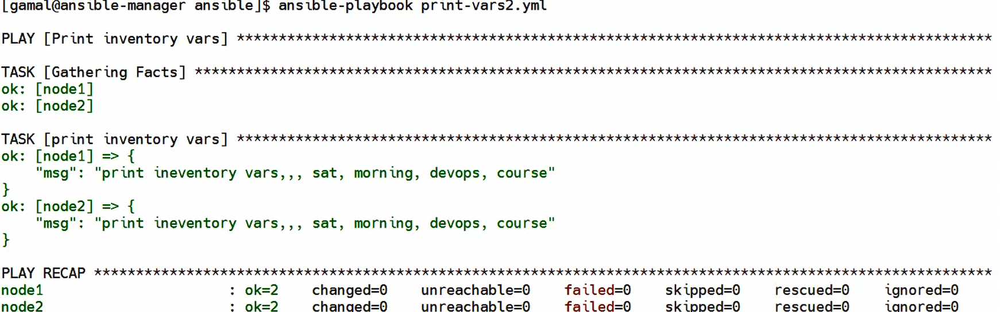 [gamal@ansible-manager ansible]$ ansible-playbook print-vars2.yml
PLAY [Print inventory vars] ******************************************************************************************
TASK [Gathering Facts] ***********************************************************************************************
ok: [node1]
ok: [node2]
TASK [print inventory vars] ******************************************************************************************
ok: [node1] => {
    "msg": "print ineventory vars,,, sat, morning, devops, course"
}
ok: [node2] => {
    "msg": "print ineventory vars,,, sat, morning, devops, course"
}
PLAY RECAP ***********************************************************************************************************
node1                      : ok=2    changed=0    unreachable=0    failed=0    skipped=0    rescued=0    ignored=0
node2                      : ok=2    changed=0    unreachable=0    failed=0    skipped=0    rescued=0    ignored=0